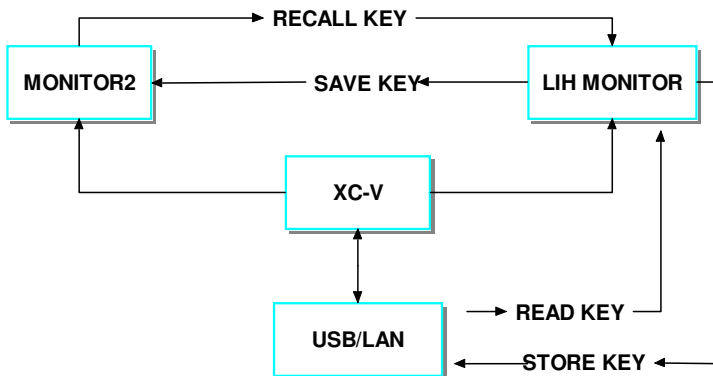 RECALL KEY
MONITOR2
SAVE KEY
LIH MONITOR
XC-V
USB/LAN
READ KEY
STORE KEY